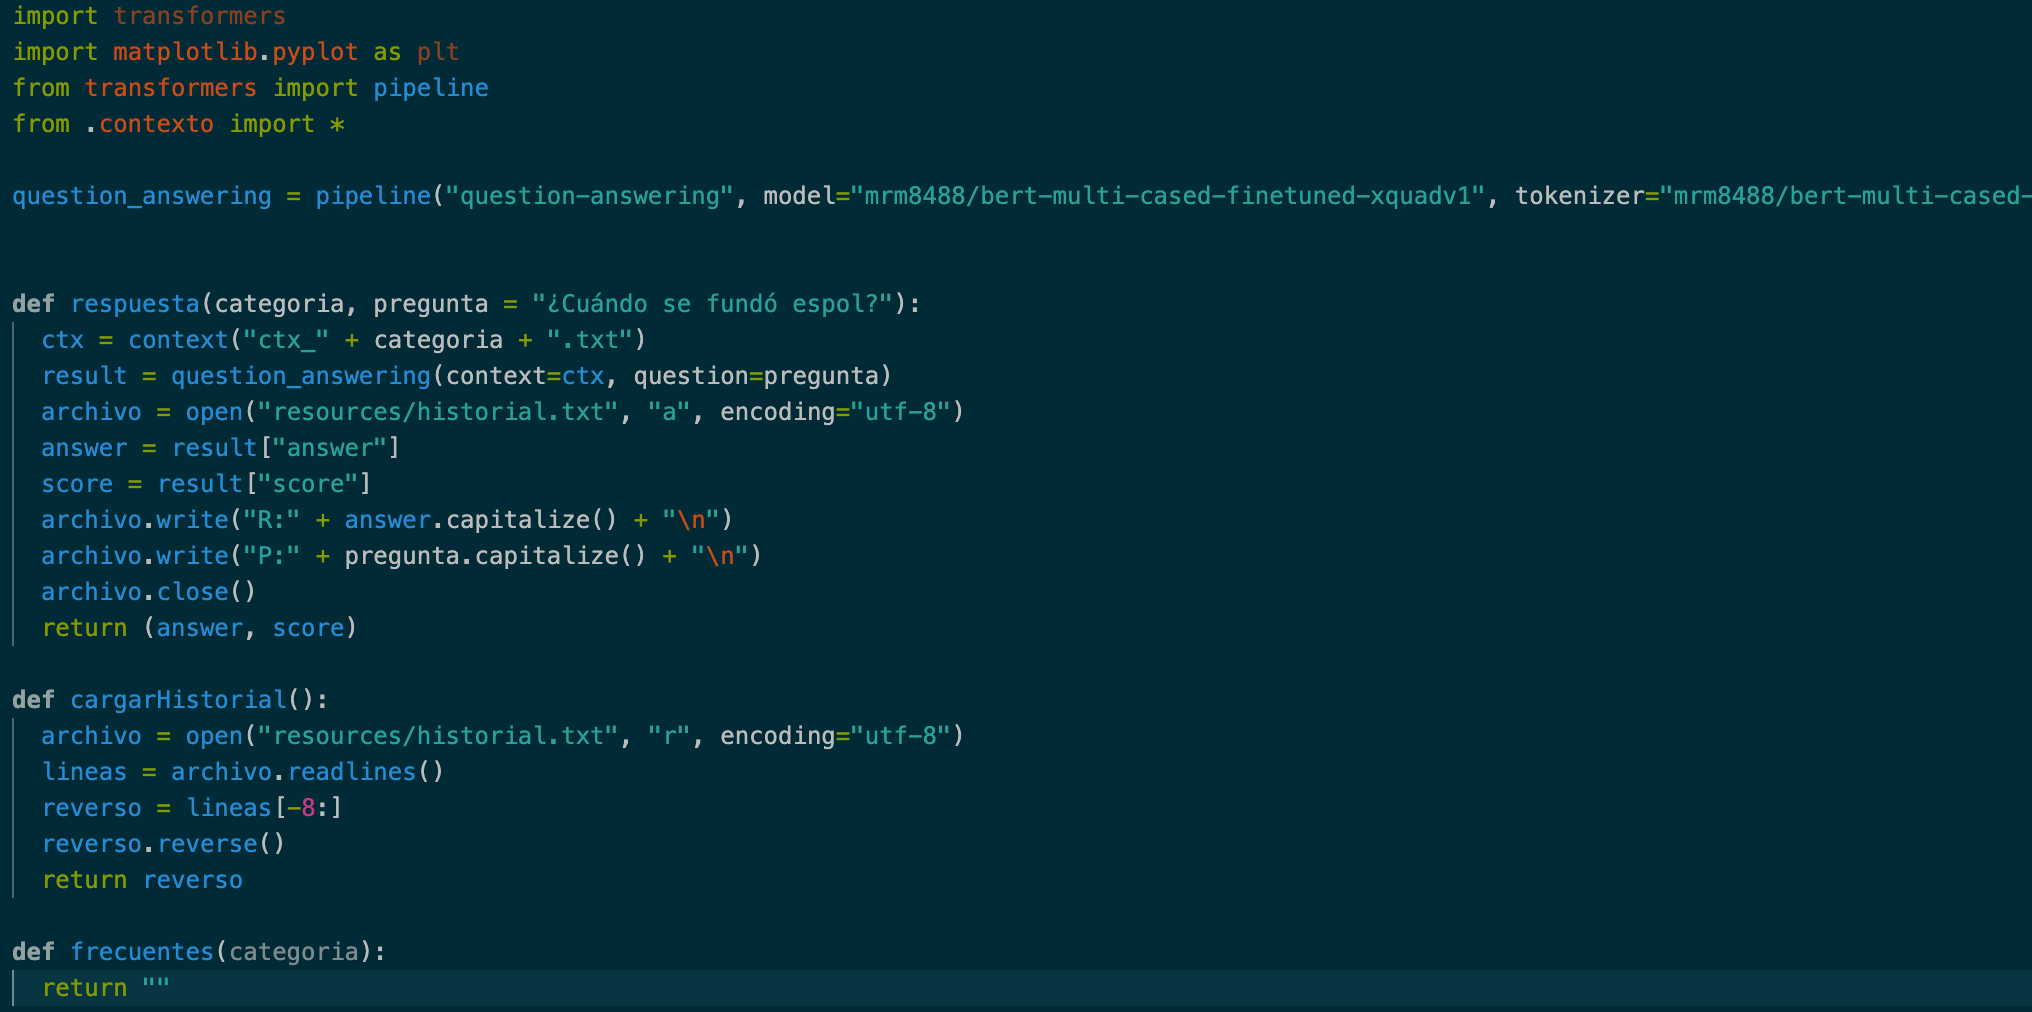 import transformers
import matplotlib.pyplot as plt
from transformers import pipeline
from .contexto import *
question_answering = pipeline("question-answering", model="mrm8488/bert-multi-cased-finetuned-xquadv1", tokenizer="mrm8488/bert-multi-cased-
def respuesta(categoria, pregunta = "¿Cuándo se fundó espol?"):
  ctx = context("ctx_" + categoria + ".txt")
  result = question_answering(context=ctx, question=pregunta)
  archivo = open("resources/historial.txt", "a", encoding="utf-8")
  answer = result["answer"]
  score = result["score"]
  archivo.write("R:" + answer.capitalize() + "\n")
  archivo.write("P:" + pregunta.capitalize() + "\n")
  archivo.close()
  return (answer, score)
def cargarHistorial():
  archivo = open("resources/historial.txt", "r", encoding="utf-8")
  lineas = archivo.readlines()
  reverso = lineas[-8:]
  reverso.reverse()
  return reverso
def frecuentes(categoria):
  return ""